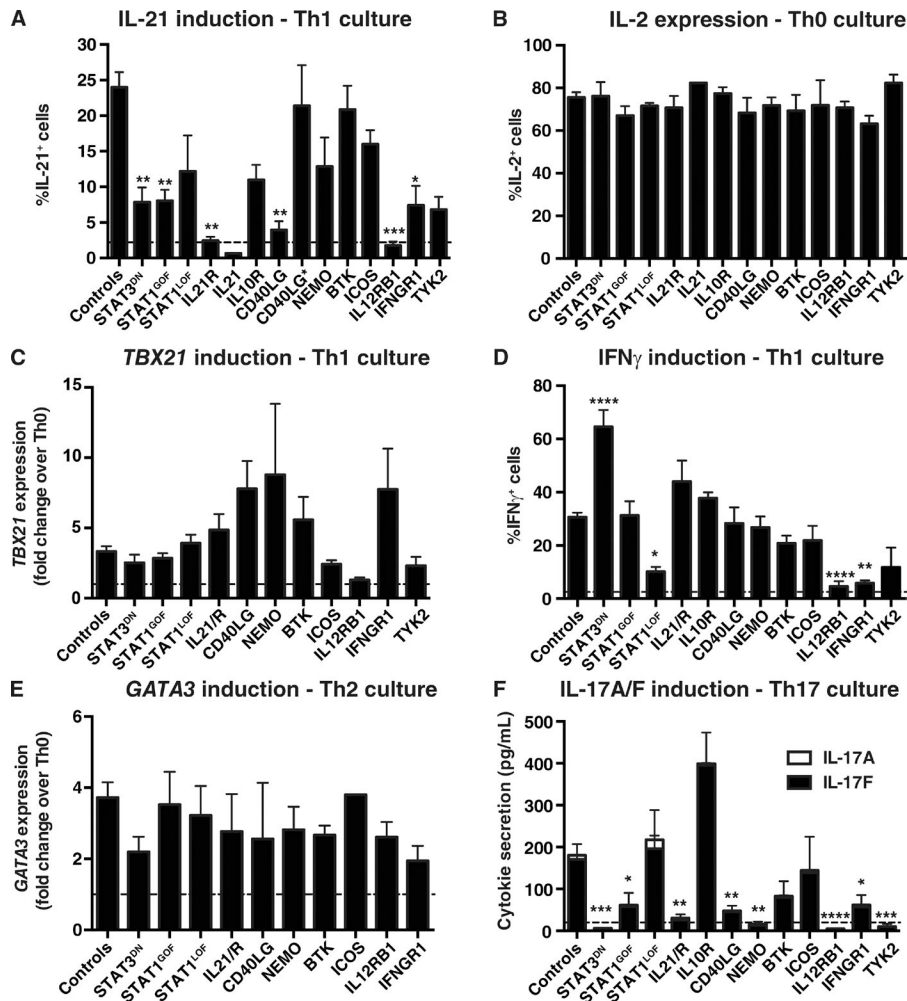 A IL-21 induction - Th1 culture
%IL-21⁺ cells
30
25
20
15
10
5
0
** ** ** ** *** *
Controls
STAT3ᴰᴺ
STAT1ᴳᴼᶠ
STAT1ᴸᴼᶠ
IL21R
IL21
IL10R
CD40LG
CD40LG*
NEMO
BTK
ICOS
IL12RB1
IFNGR1
TYK2
B IL-2 expression - Th0 culture
%IL-2⁺ cells
100
80
60
40
20
0
Controls
STAT3ᴰᴺ
STAT1ᴳᴼᶠ
STAT1ᴸᴼᶠ
IL21R
IL21
IL10R
CD40LG
NEMO
BTK
ICOS
IL12RB1
IFNGR1
TYK2
C TBX21 induction - Th1 culture
TBX21 expression
(fold change over Th0)
15
10
5
0
Controls
STAT3ᴰᴺ
STAT1ᴳᴼᶠ
STAT1ᴸᴼᶠ
IL21/R
CD40LG
NEMO
BTK
ICOS
IL12RB1
IFNGR1
TYK2
D IFNγ induction - Th1 culture
%IFNγ⁺ cells
80
60
40
20
0
**** * **** **
Controls
STAT3ᴰᴺ
STAT1ᴳᴼᶠ
STAT1ᴸᴼᶠ
IL21/R
IL10R
CD40LG
NEMO
BTK
ICOS
IL12RB1
IFNGR1
TYK2
E GATA3 induction - Th2 culture
GATA3 expression
(fold change over Th0)
6
4
2
0
Controls
STAT3ᴰᴺ
STAT1ᴳᴼᶠ
STAT1ᴸᴼᶠ
IL21/R
CD40LG
NEMO
BTK
ICOS
IL12RB1
IFNGR1
F IL-17A/F induction - Th17 culture
Cytokie secretion (pg/mL)
500
400
300
200
100
0
IL-17A
IL-17F
*** * ** ** ** **** * ***
Controls
STAT3ᴰᴺ
STAT1ᴳᴼᶠ
STAT1ᴸᴼᶠ
IL21/R
IL10R
CD40LG
NEMO
BTK
ICOS
IL12RB1
IFNGR1
TYK2